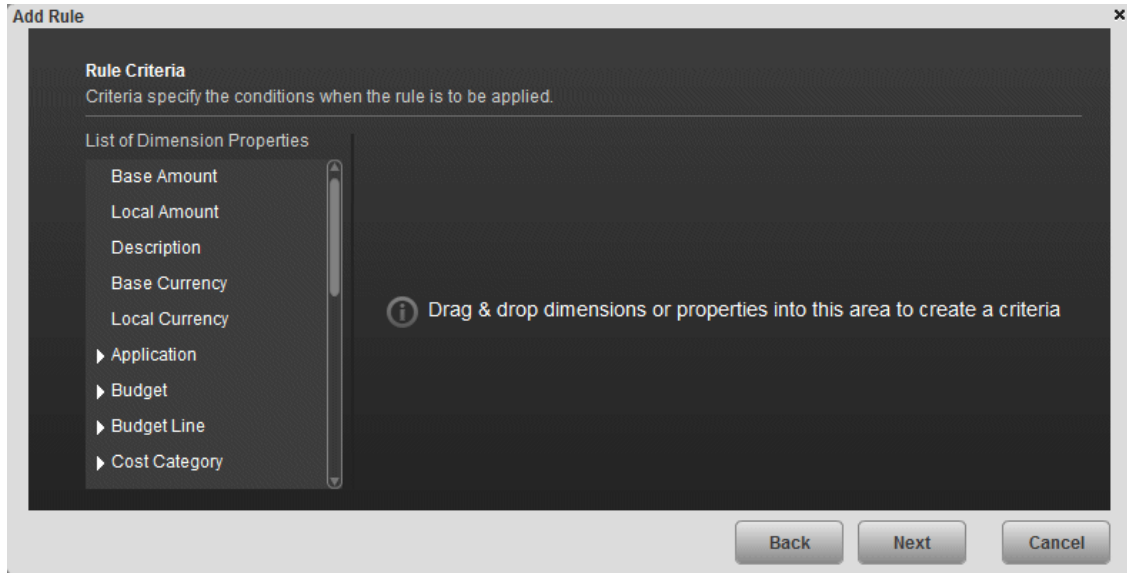 Add Rule
Rule Criteria
Criteria specify the conditions when the rule is to be applied.
List of Dimension Properties
Base Amount
Local Amount
Description
Base Currency
Local Currency
Application
Budget
Budget Line
Cost Category
Drag & drop dimensions or properties into this area to create a criteria
Back Next Cancel